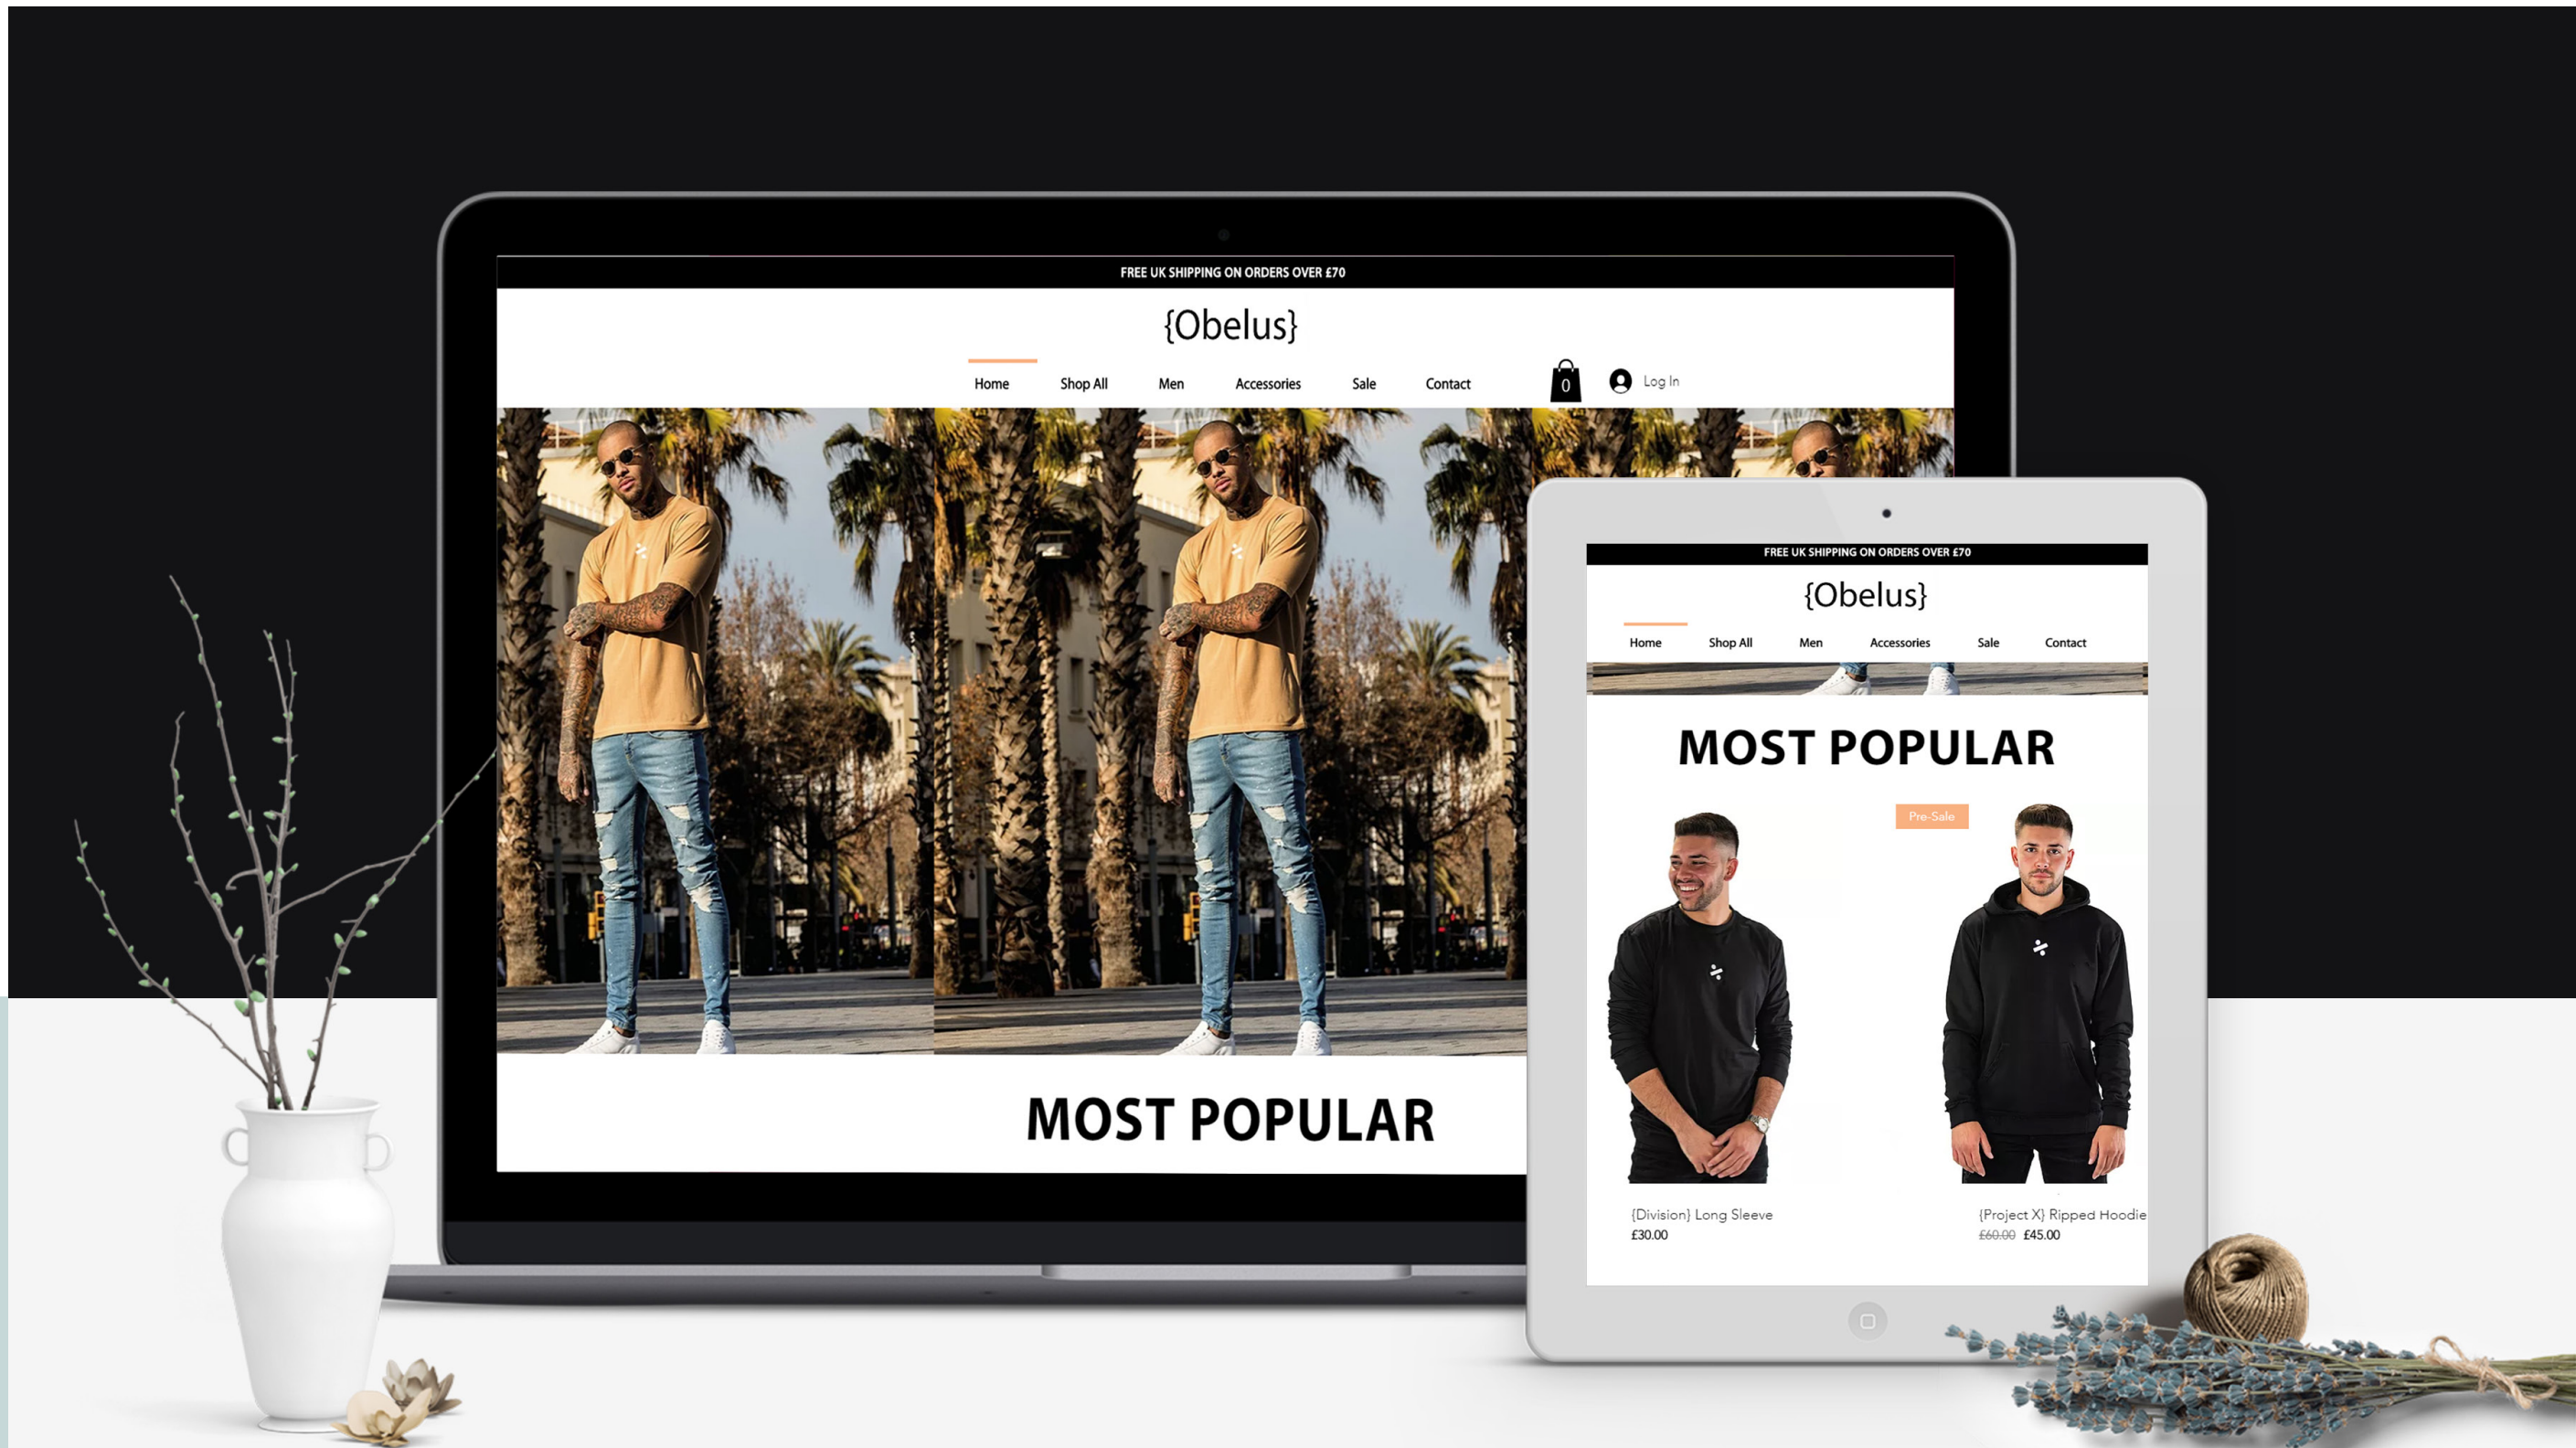 FREE UK SHIPPING ON ORDERS OVER £70
{Obelus}
Home Shop All Men Accessories Sale Contact 0 Log In
MOST POPULAR
FREE UK SHIPPING ON ORDERS OVER £70
{Obelus}
Home Shop All Men Accessories Sale Contact
MOST POPULAR
Pre-Sale
{Division} Long Sleeve {Project X} Ripped Hoodie
£30.00 £60.00 £45.00